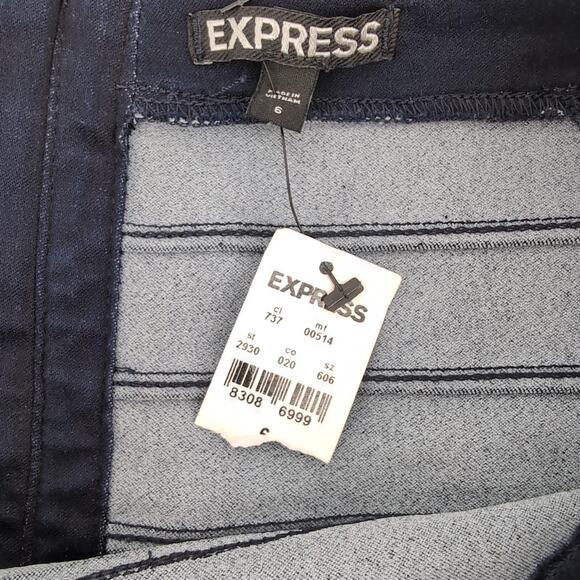 EXPRESS
MADE IN
VIETNAM
6
EXPRESS
cl mf
737 00514
st co sz
2930 020 606
8308 6999